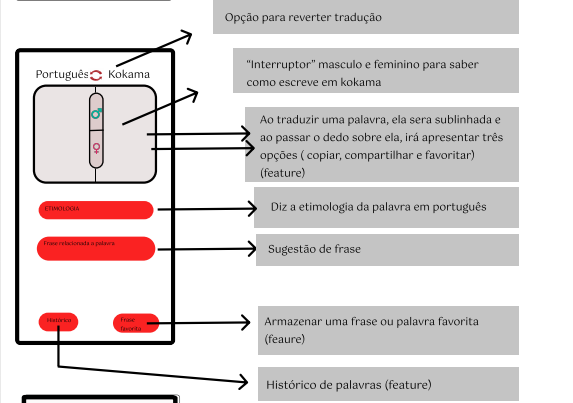 Opção para reverter tradução
Português Kokama
“Interruptor” masculo e feminino para saber
como escreve em kokama
Ao traduzir uma palavra, ela sera sublinhada e
ao passar o dedo sobre ela, irá apresentar três
opções ( copiar, compartilhar e favoritar)
(feature)
ETIMOLOGIA
Diz a etimologia da palavra em português
Frase relacionada a palavra
Sugestão de frase
Histórico
Frase
favorita
Armazenar uma frase ou palavra favorita
(feaure)
Histórico de palavras (feature)